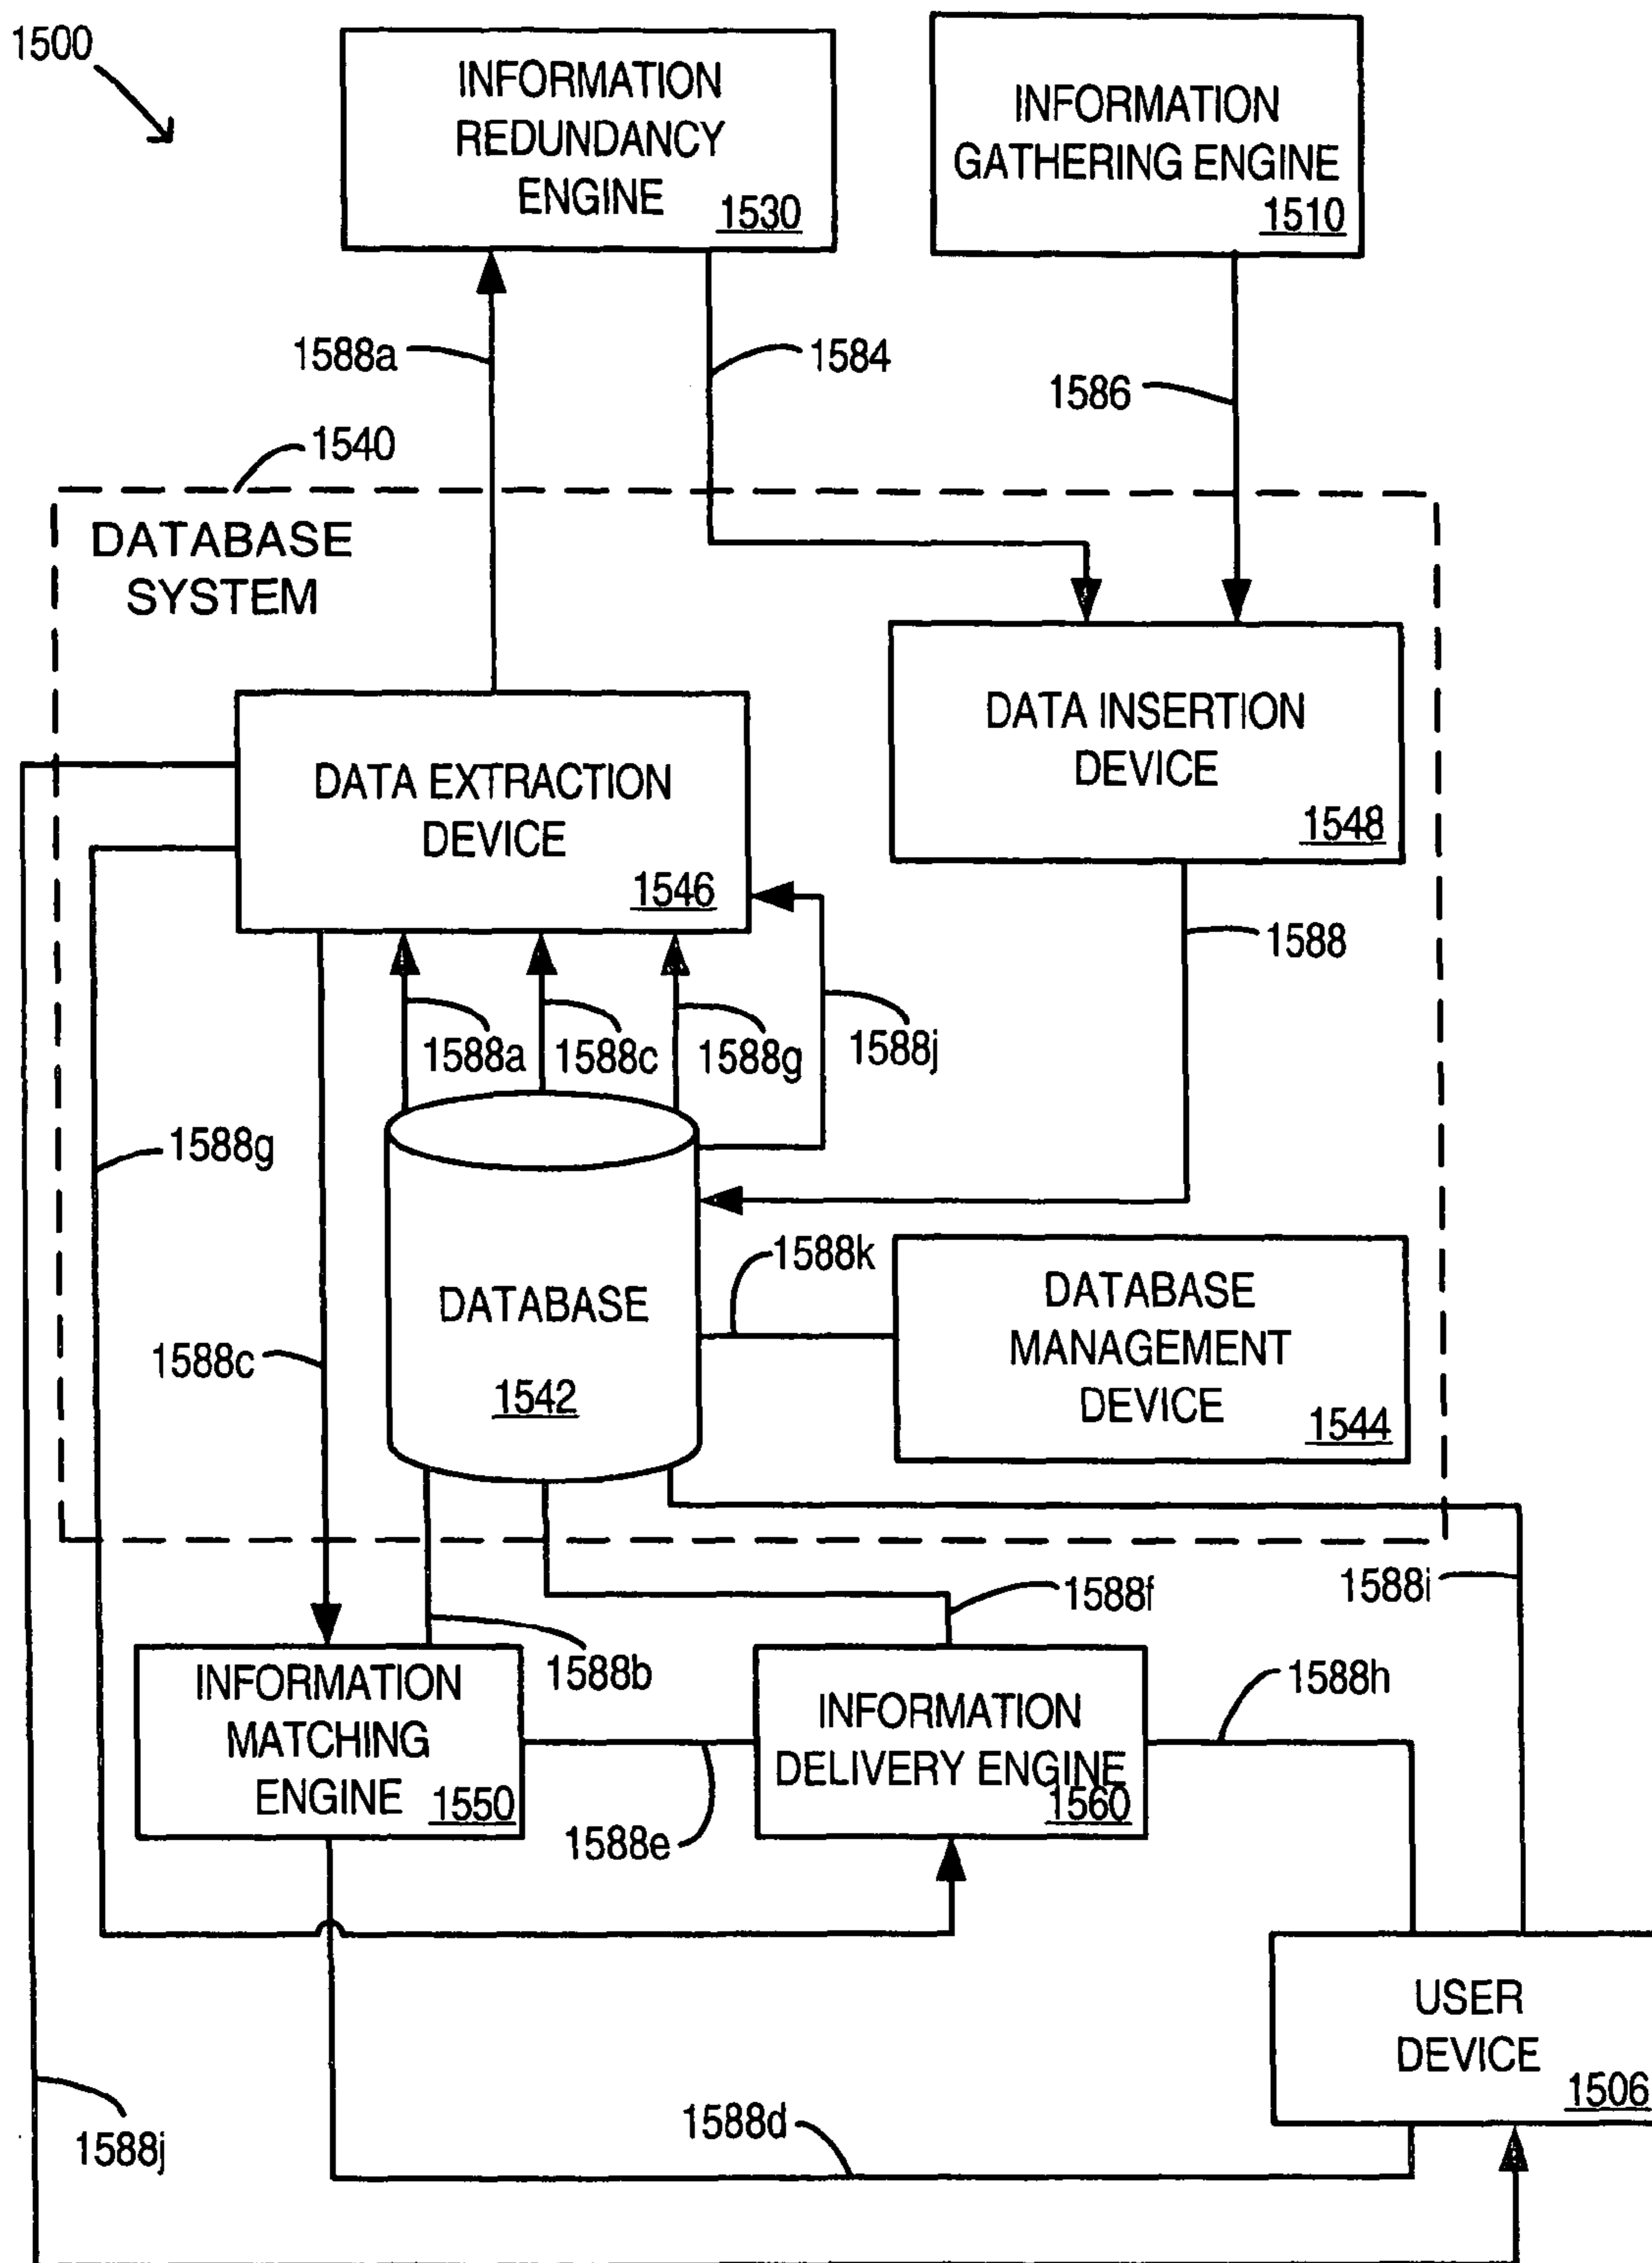 1500
INFORMATION
REDUNDANCY
ENGINE
1530
INFORMATION
GATHERING ENGINE
1510
1588a
1584
1586
1540
DATABASE
SYSTEM
DATA EXTRACTION
DEVICE
1546
DATA INSERTION
DEVICE
1548
1588
1588a
1588c
1588g
1588j
1588g
1588c
DATABASE
1542
1588k
DATABASE
MANAGEMENT
DEVICE
1544
1588f
1588i
1588b
1588h
INFORMATION
MATCHING
ENGINE
1550
INFORMATION
DELIVERY ENGINE
1560
1588e
USER
DEVICE
1506
1588d
1588j